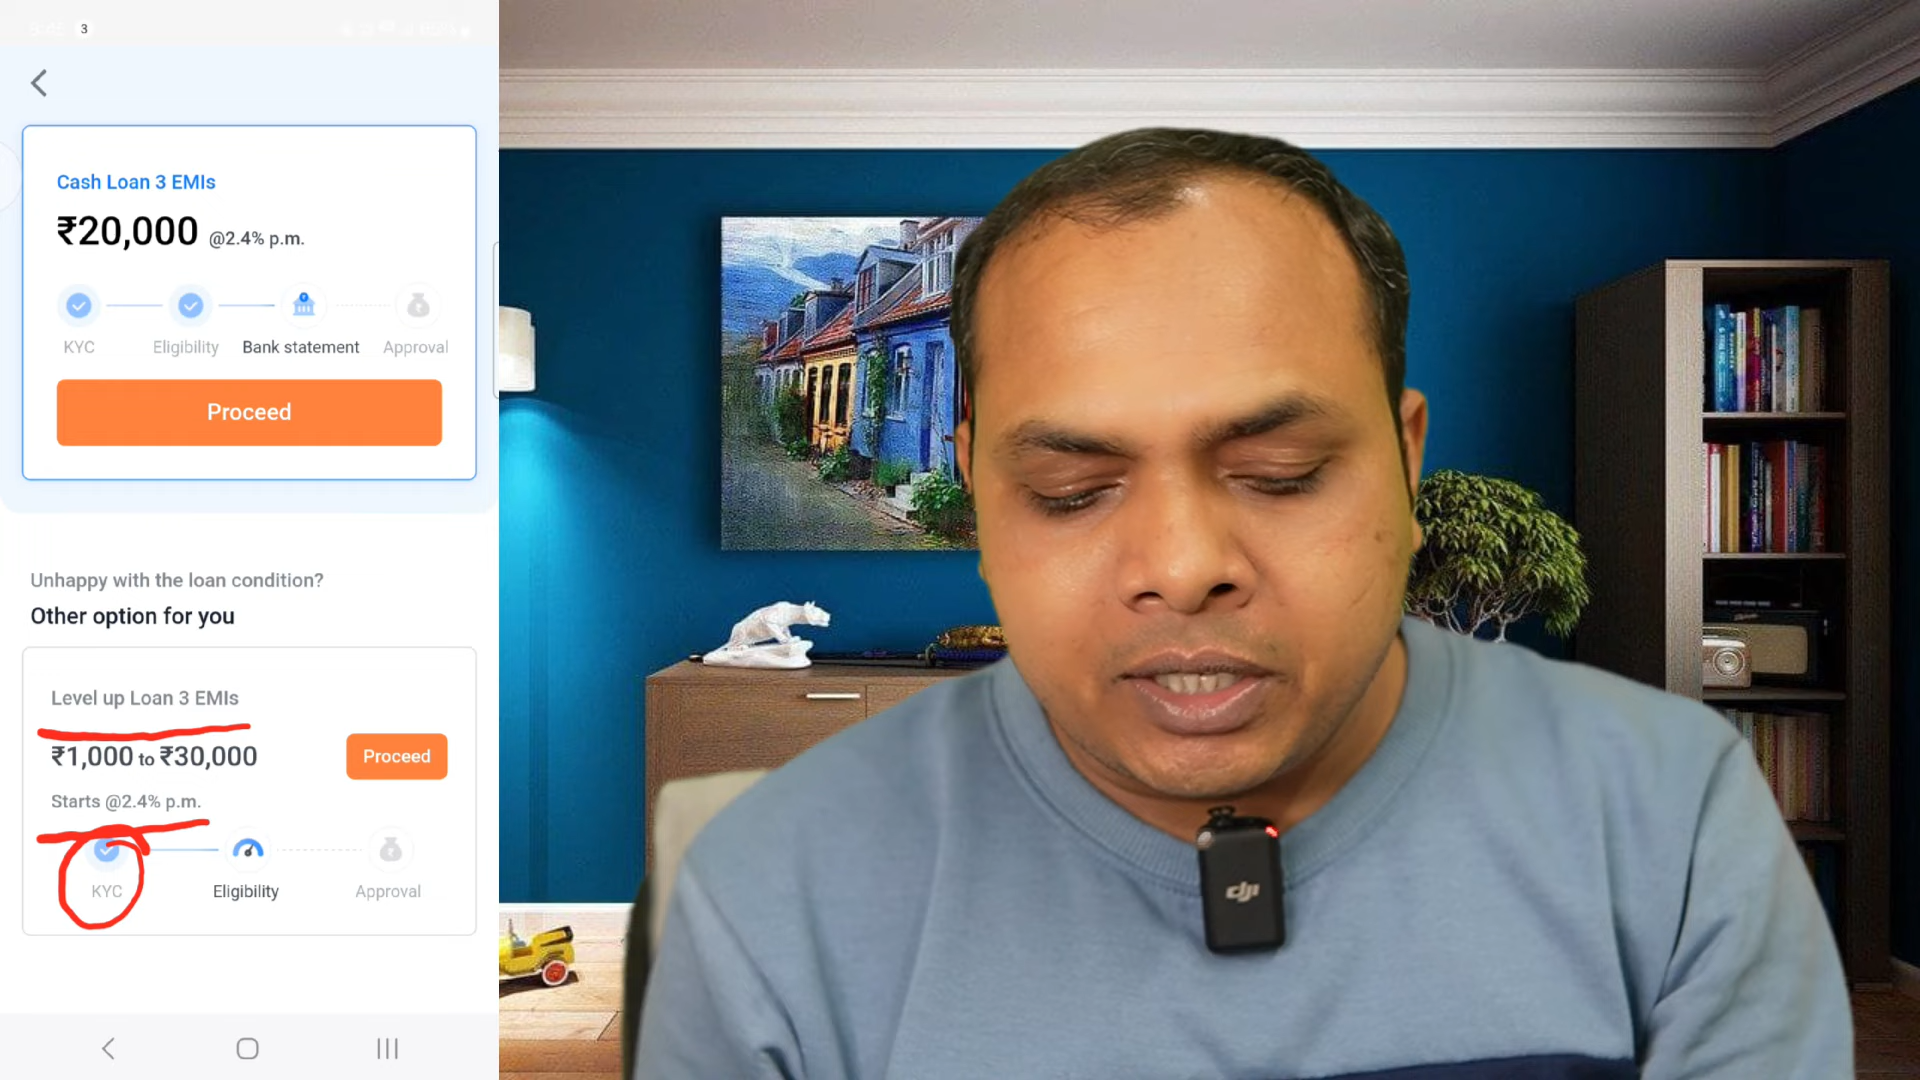 3
Cash Loan 3 EMIs
₹20,000 @2.4% p.m.
KYC Eligibility Bank statement Approval
Proceed
Unhappy with the loan condition?
Other option for you
Level up Loan 3 EMIs
₹1,000 to ₹30,000 Proceed
Starts @2.4% p.m.
KYC Eligibility Approval
dji